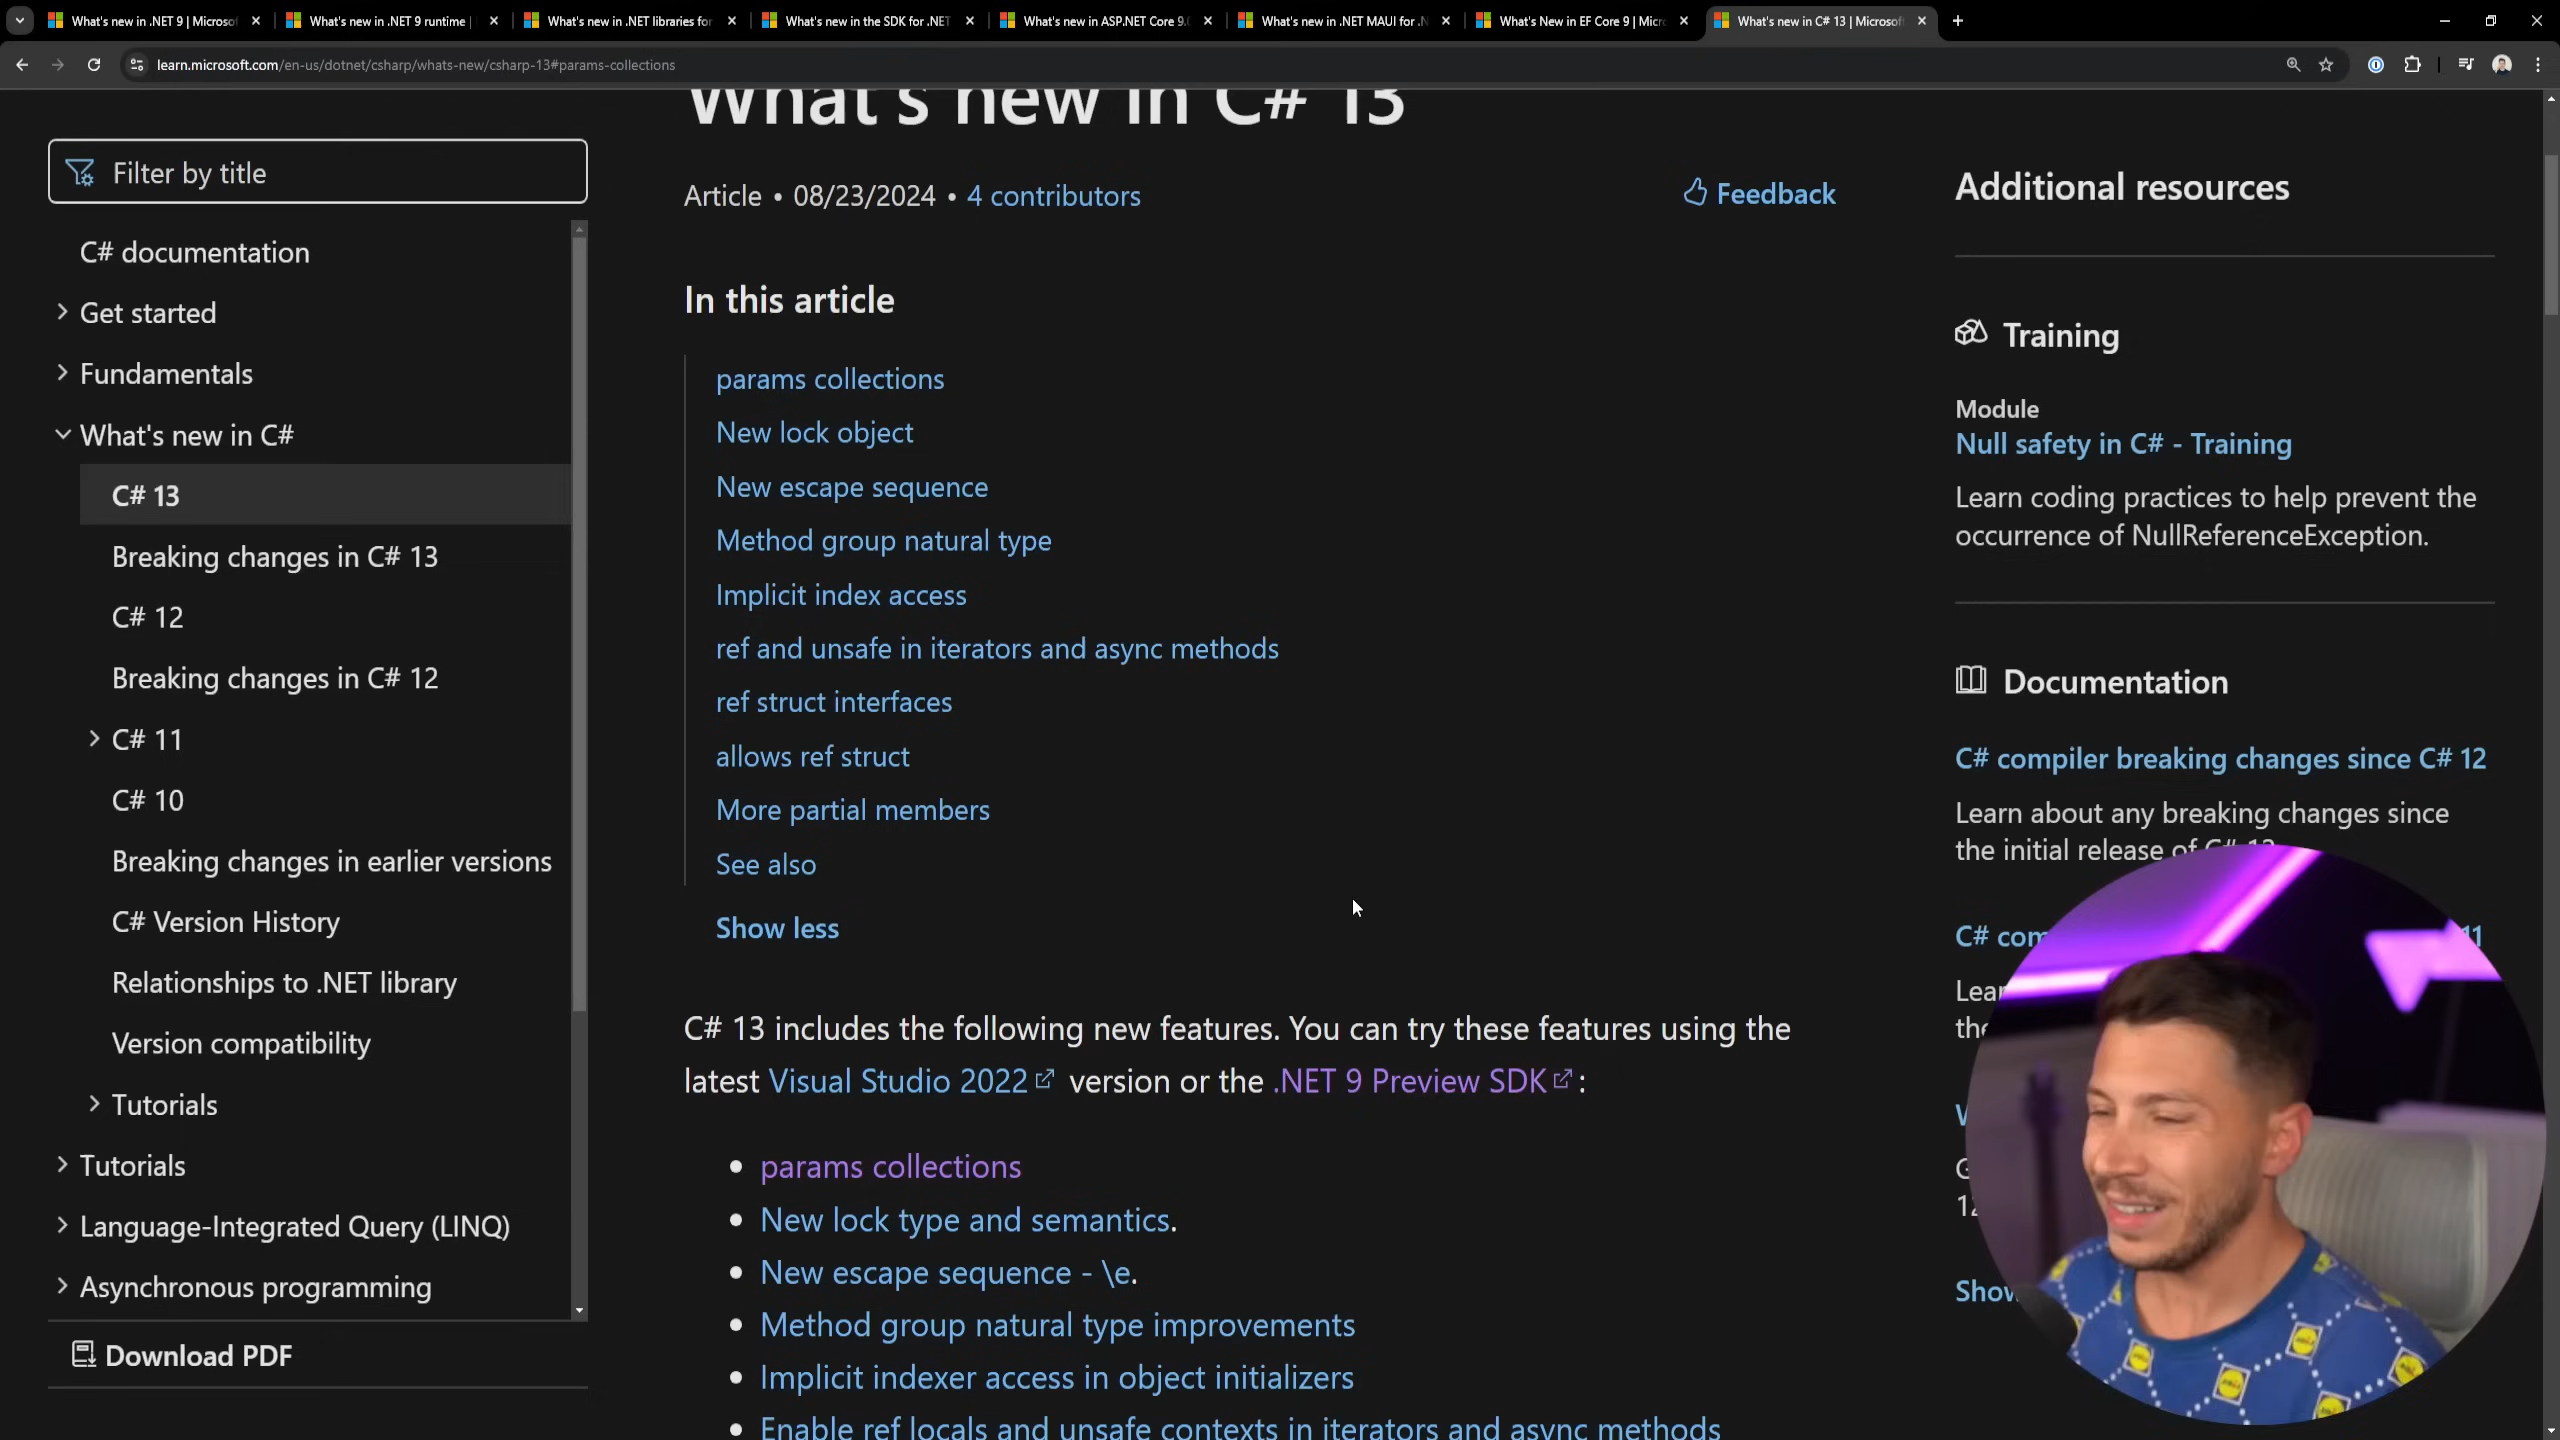 What's new in .NET 9 | Microsof
What's new in .NET 9 runtime |
What's new in .NET libraries for
What's new in the SDK for .NET
What's new in ASP.NET Core 9.
What's new in .NET MAUI for .N
What's New in EF Core 9 | Micro
What's new in C# 13 | Microsof
learn.microsoft.com/en-us/dotnet/csharp/whats-new/csharp-13#params-collections
Filter by title
C# documentation
Get started
Fundamentals
What's new in C#
C# 13
Breaking changes in C# 13
C# 12
Breaking changes in C# 12
C# 11
C# 10
Breaking changes in earlier versions
C# Version History
Relationships to .NET library
Version compatibility
Tutorials
Tutorials
Language-Integrated Query (LINQ)
Asynchronous programming
Download PDF
What's new in C# 13
Article • 08/23/2024 • 4 contributors
Feedback
In this article
params collections
New lock object
New escape sequence
Method group natural type
Implicit index access
ref and unsafe in iterators and async methods
ref struct interfaces
allows ref struct
More partial members
See also
Show less
C# 13 includes the following new features. You can try these features using the
latest Visual Studio 2022 version or the .NET 9 Preview SDK:
• params collections
• New lock type and semantics.
• New escape sequence - \e.
• Method group natural type improvements
• Implicit indexer access in object initializers
• Enable ref locals and unsafe contexts in iterators and async methods
Additional resources
Training
Module
Null safety in C# - Training
Learn coding practices to help prevent the
occurrence of NullReferenceException.
Documentation
C# compiler breaking changes since C# 12
Learn about any breaking changes since
the initial release of C# 12
C# com
11
Lear
the
12
Show